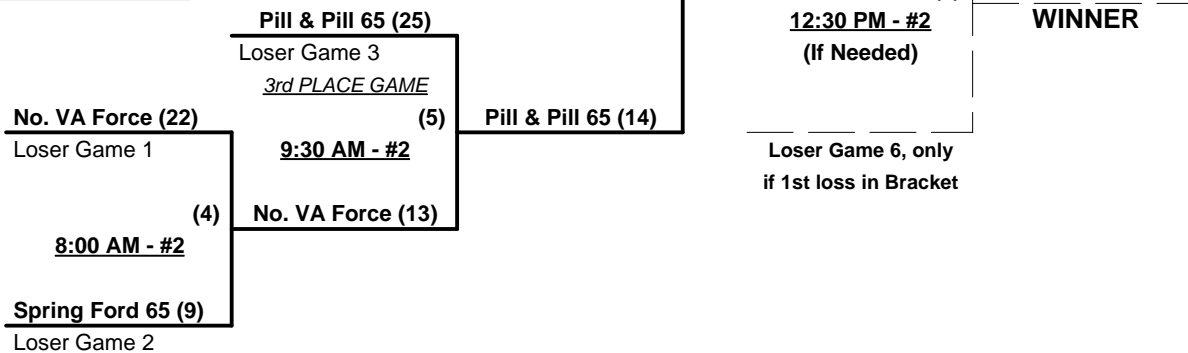 Pill & Pill 65 (25)
Loser Game 3
3rd PLACE GAME
No. VA Force (22)
Loser Game 1
(5)
9:30 AM - #2
Pill & Pill 65 (14)
(4)
No. VA Force (13)
8:00 AM - #2
Spring Ford 65 (9)
Loser Game 2
12:30 PM - #2
(If Needed)
WINNER
Loser Game 6, only
if 1st loss in Bracket